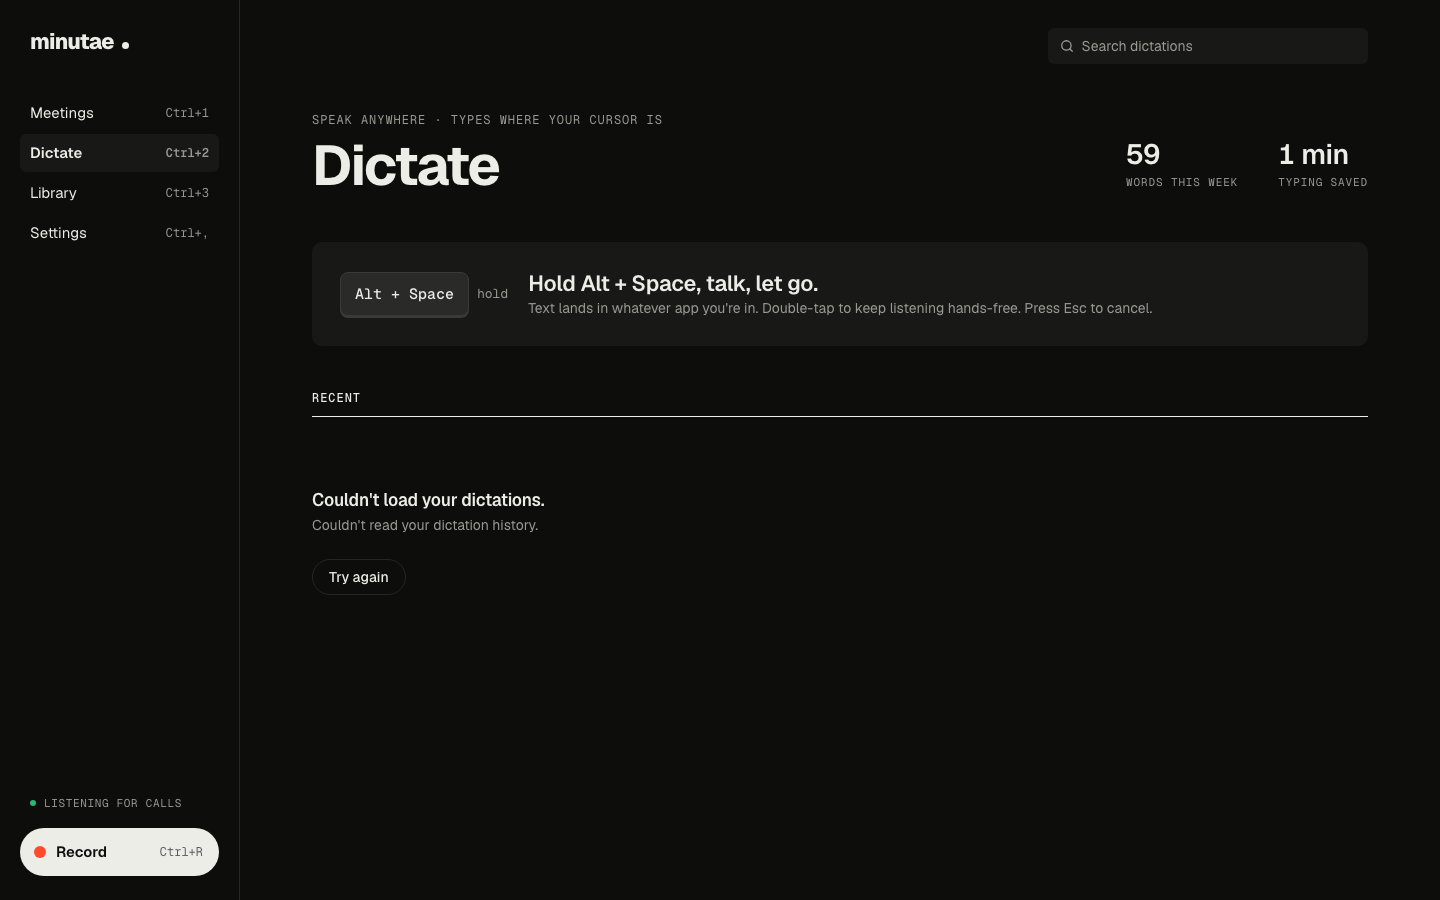 minutae
Search dictations
Meetings Ctrl+1
Dictate Ctrl+2
Library Ctrl+3
Settings Ctrl+,
SPEAK ANYWHERE · TYPES WHERE YOUR CURSOR IS
Dictate
59
WORDS THIS WEEK
1 min
TYPING SAVED
Alt + Space hold
Hold Alt + Space, talk, let go.
Text lands in whatever app you're in. Double-tap to keep listening hands-free. Press Esc to cancel.
RECENT
Couldn't load your dictations.
Couldn't read your dictation history.
Try again
LISTENING FOR CALLS
Record Ctrl+R